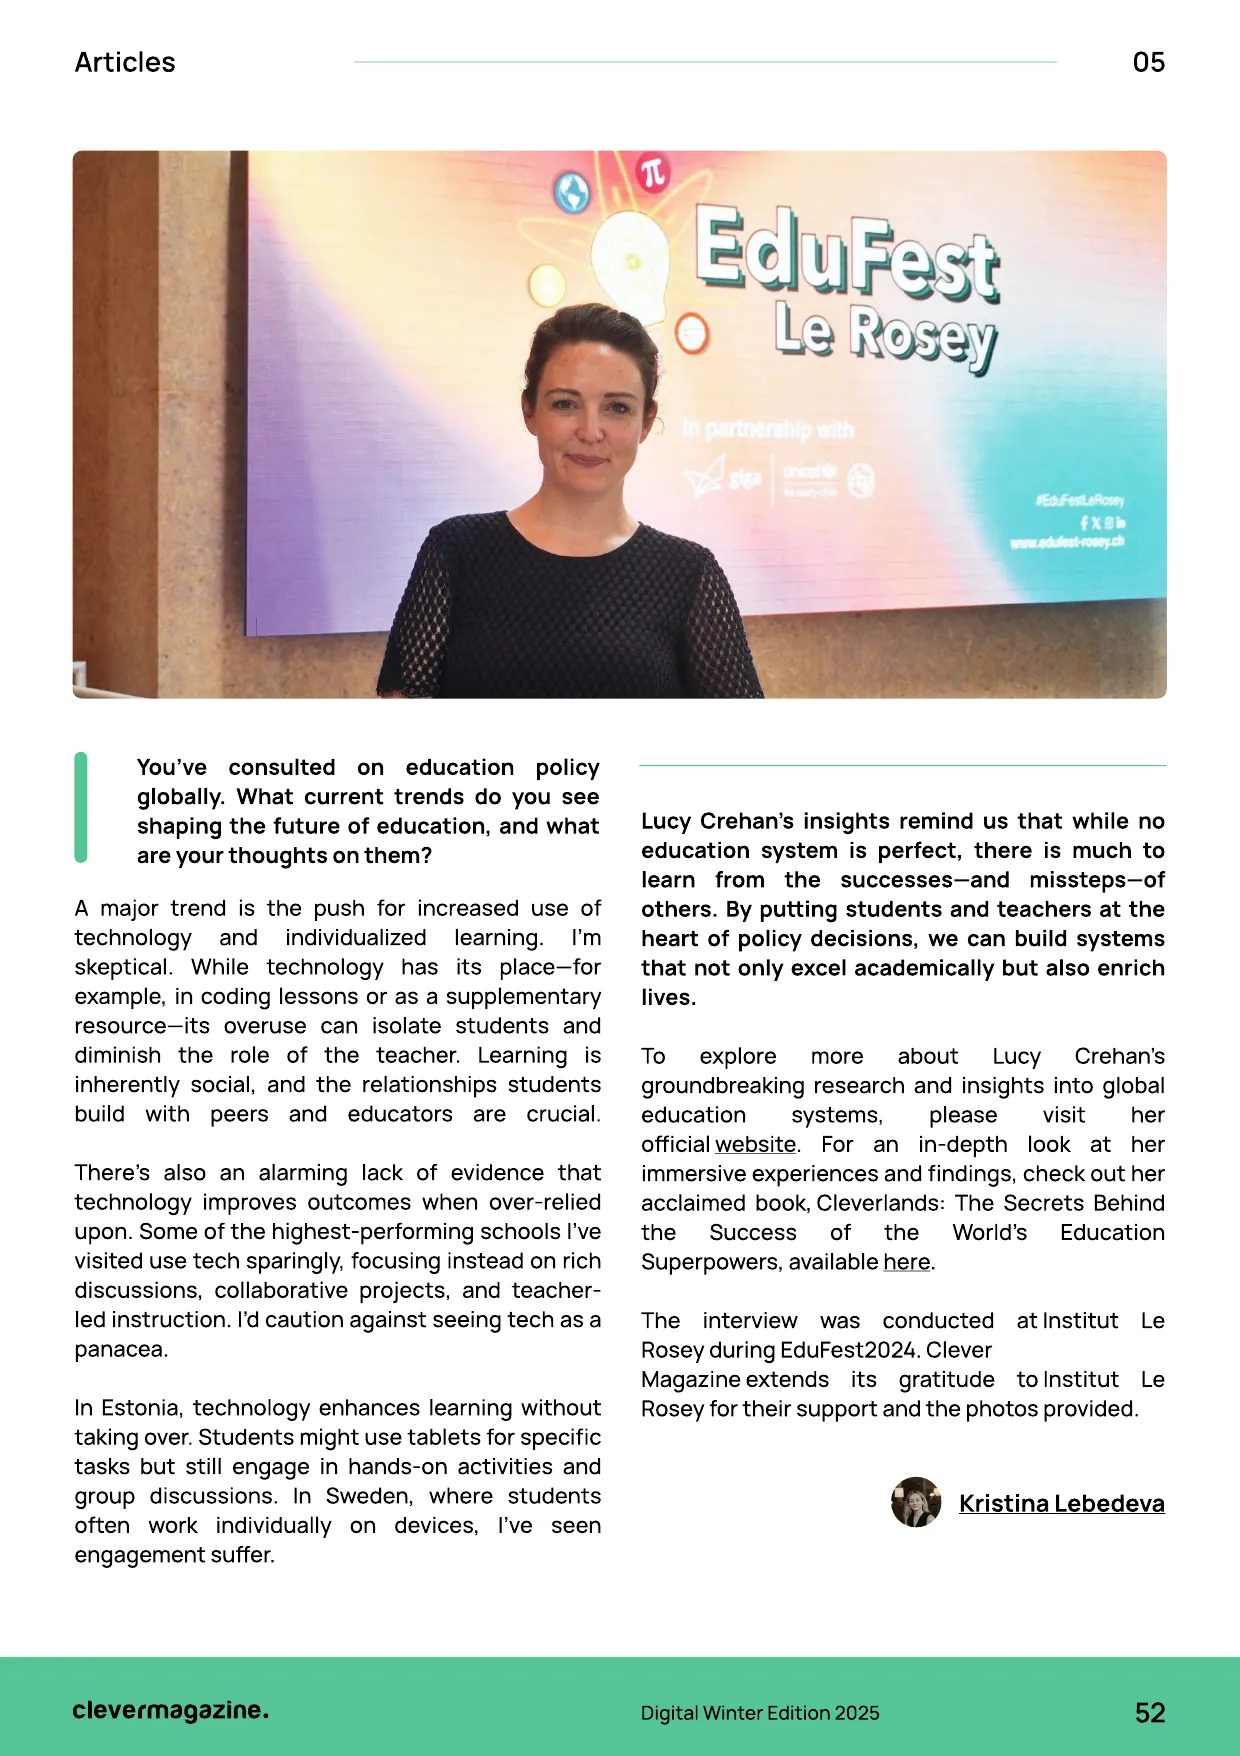 Articles
05
π
EduFest
Le Rosey
in partnership with
giga
unicef
for every child
#EduFestLeRosey
www.edufest-rosey.ch
You’ve consulted on education policy
globally. What current trends do you see
shaping the future of education, and what
are your thoughts on them?
A major trend is the push for increased use of
technology and individualized learning. I’m
skeptical. While technology has its place—for
example, in coding lessons or as a supplementary
resource—its overuse can isolate students and
diminish the role of the teacher. Learning is
inherently social, and the relationships students
build with peers and educators are crucial.
There’s also an alarming lack of evidence that
technology improves outcomes when over-relied
upon. Some of the highest-performing schools I’ve
visited use tech sparingly, focusing instead on rich
discussions, collaborative projects, and teacher-
led instruction. I’d caution against seeing tech as a
panacea.
In Estonia, technology enhances learning without
taking over. Students might use tablets for specific
tasks but still engage in hands-on activities and
group discussions. In Sweden, where students
often work individually on devices, I’ve seen
engagement suffer.
Lucy Crehan’s insights remind us that while no
education system is perfect, there is much to
learn from the successes—and missteps—of
others. By putting students and teachers at the
heart of policy decisions, we can build systems
that not only excel academically but also enrich
lives.
To explore more about Lucy Crehan’s
groundbreaking research and insights into global
education systems, please visit her
official website. For an in-depth look at her
immersive experiences and findings, check out her
acclaimed book, Cleverlands: The Secrets Behind
the Success of the World’s Education
Superpowers, available here.
The interview was conducted at Institut Le
Rosey during EduFest2024. Clever
Magazine extends its gratitude to Institut Le
Rosey for their support and the photos provided.
Kristina Lebedeva
clevermagazine.
Digital Winter Edition 2025
52